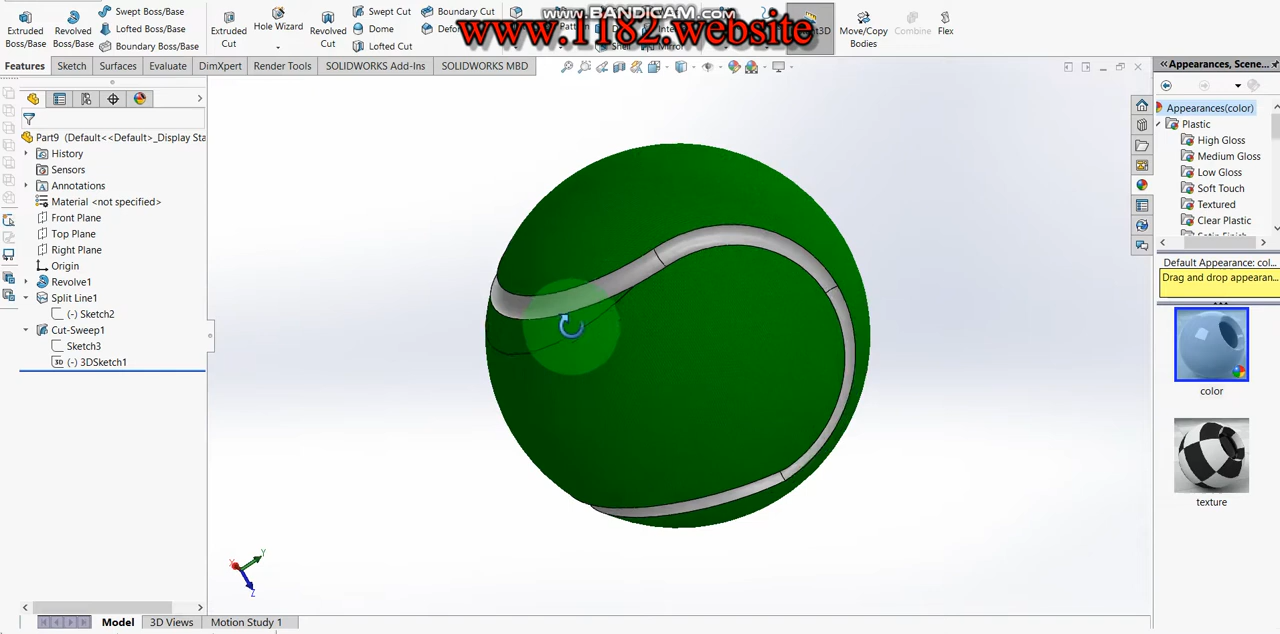 www.BANDICAM.com
www.1182.website
Extruded Boss/Base
Revolved Boss/Base
Swept Boss/Base
Lofted Boss/Base
Boundary Boss/Base
Extruded Cut
Hole Wizard
Revolved Cut
Swept Cut
Dome
Lofted Cut
Boundary Cut
Move/Copy Bodies
Combine
Flex
Features
Sketch
Surfaces
Evaluate
DimXpert
Render Tools
SOLIDWORKS Add-Ins
SOLIDWORKS MBD
Part9 (Default<<Default>_Display Sta
History
Sensors
Annotations
Material <not specified>
Front Plane
Top Plane
Right Plane
Origin
Revolve1
Split Line1
(-) Sketch2
Cut-Sweep1
Sketch3
3D (-) 3DSketch1
Y
X
Z
Model
3D Views
Motion Study 1
Appearances, Scene...
Appearances(color)
Plastic
High Gloss
Medium Gloss
Low Gloss
Soft Touch
Textured
Clear Plastic
Default Appearance: col...
Drag and drop appearan...
color
texture